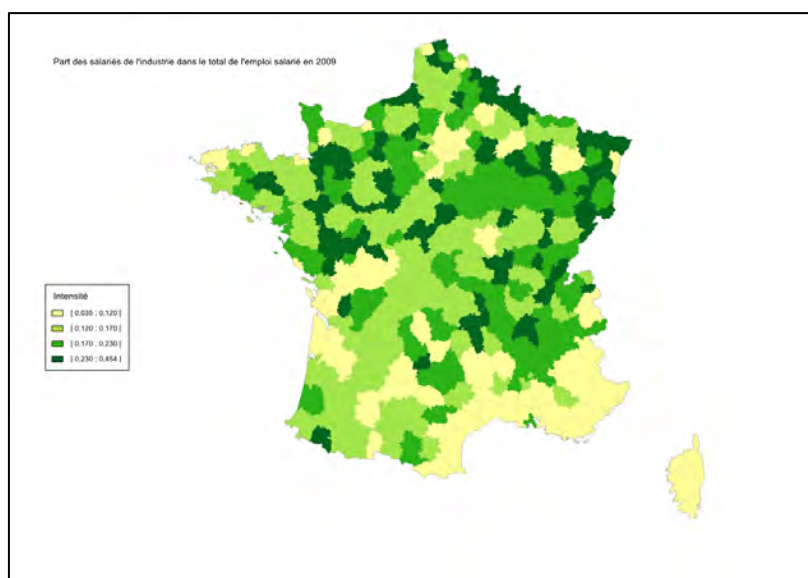 Part des salariés de l'industrie dans le total de l'emploi salarié en 2009
Intensité
[ 0,035 ; 0,120 [
[ 0,120 ; 0,170 [
[ 0,170 ; 0,230 [
[ 0,230 ; 0,454 ]